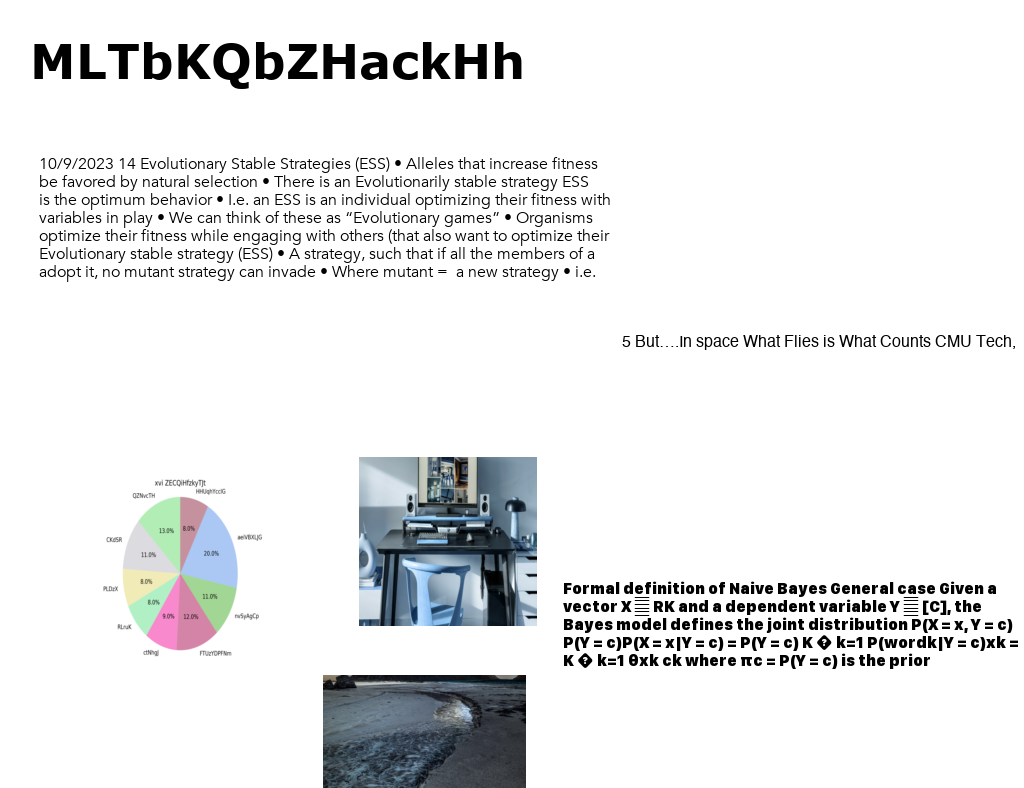 MLTbKQbZHackHh
10/9/2023 14 Evolutionary Stable Strategies (ESS) • Alleles that increase fitness
be favored by natural selection • There is an Evolutionarily stable strategy ESS
is the optimum behavior • I.e. an ESS is an individual optimizing their fitness with
variables in play • We can think of these as “Evolutionary games” • Organisms
optimize their fitness while engaging with others (that also want to optimize their
Evolutionary stable strategy (ESS) • A strategy, such that if all the members of a
adopt it, no mutant strategy can invade • Where mutant = a new strategy • i.e.
5 But….in space What Flies is What Counts CMU Tech,
xvi ZECQiHfzkyTJt
HHUqhYccIG
QZNvcTH
aeiVBXLJG
CKdSR
PLDzX
RLruK
ctNhgJ
FTUzYDPFNm
nvSyAgCp
13.0%
8.0%
20.0%
11.0%
8.0%
11.0%
8.0%
9.0%
12.0%
Formal definition of Naive Bayes General case Given a
vector X RK and a dependent variable Y [C], the
Bayes model defines the joint distribution P(X = x, Y = c)
P(Y = c)P(X = x|Y = c) = P(Y = c) K � k=1 P(wordk|Y = c)xk =
K � k=1 θxk ck where πc = P(Y = c) is the prior